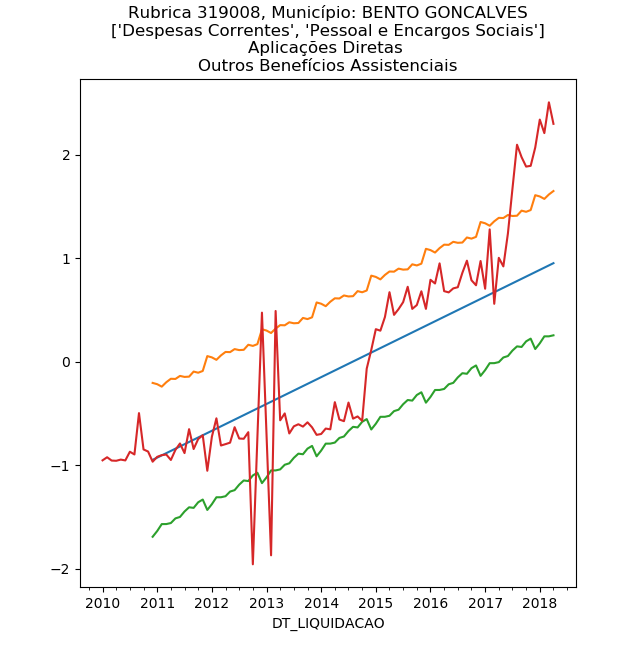 Rubrica 319008, Município: BENTO GONCALVES
['Despesas Correntes', 'Pessoal e Encargos Sociais']
Aplicações Diretas
Outros Benefícios Assistenciais
2
1
0
−1
−2
2010 2011 2012 2013 2014 2015 2016 2017 2018
DT_LIQUIDACAO